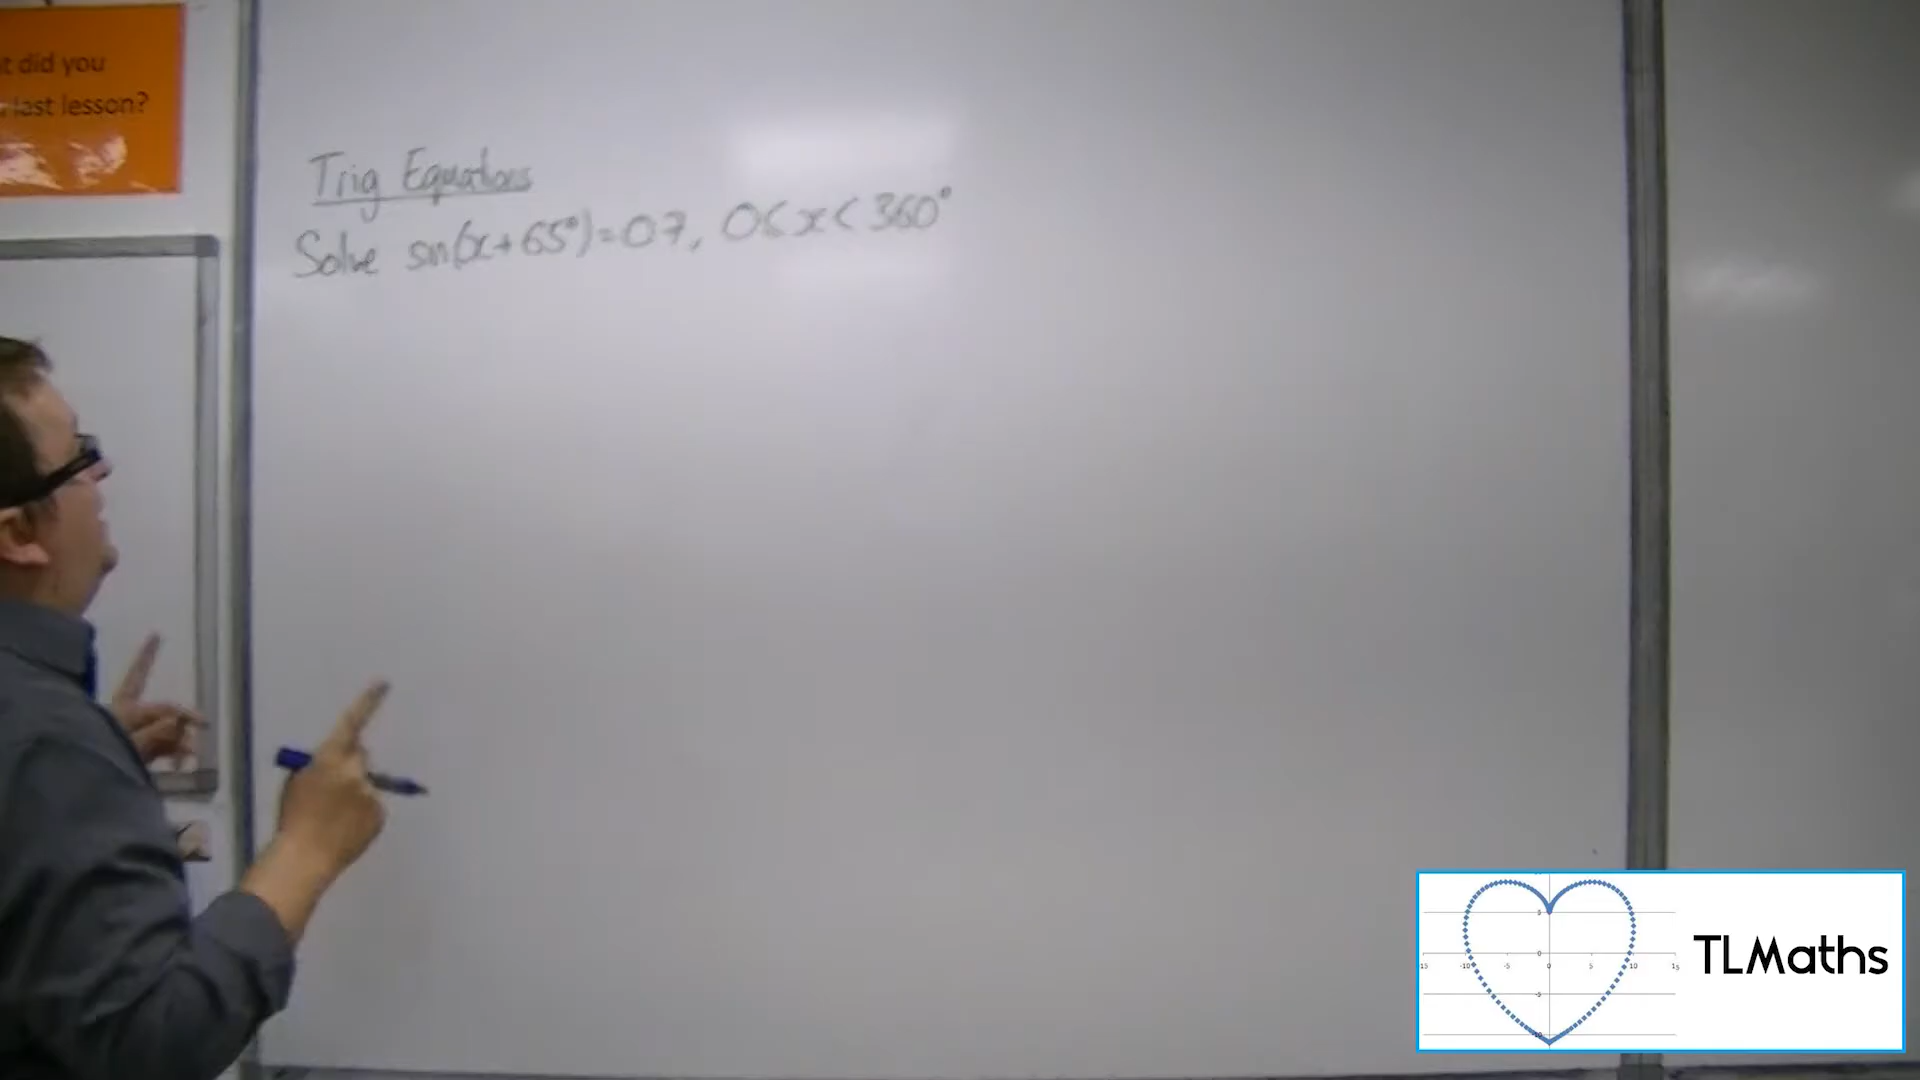 t did you
last lesson?
Trig Equations
Solve sin(x+65°)=0.7, 0≤x<360°
TLMaths